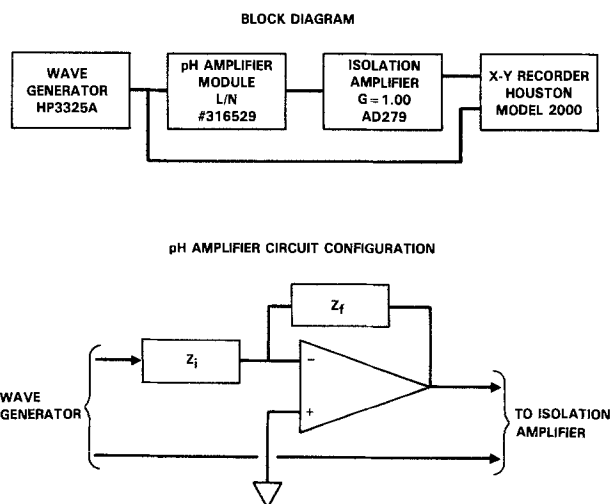 BLOCK DIAGRAM
WAVE
GENERATOR
HP3325A
pH AMPLIFIER
MODULE
L/N
#316529
ISOLATION
AMPLIFIER
G = 1.00
AD279
X-Y RECORDER
HOUSTON
MODEL 2000
pH AMPLIFIER CIRCUIT CONFIGURATION
Zf
Zi
−
+
WAVE
GENERATOR
TO ISOLATION
AMPLIFIER